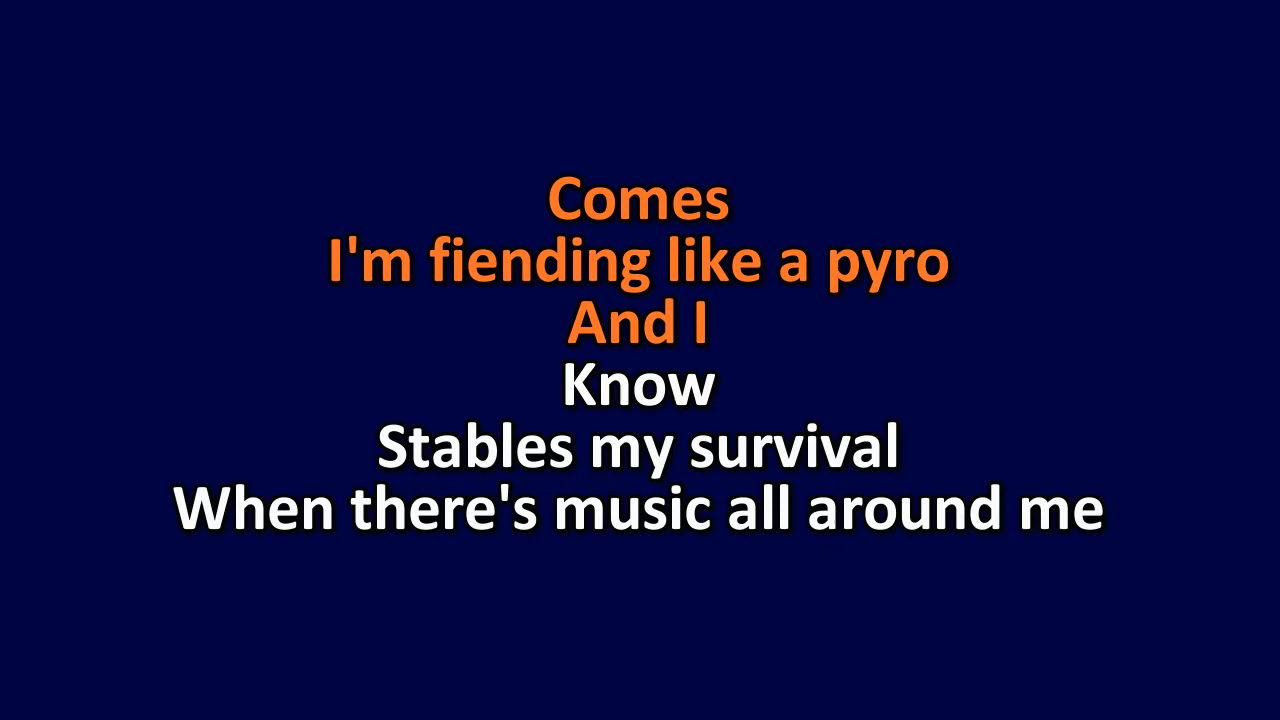 Comes
I'm fiending like a pyro
And I
Know
Stables my survival
When there's music all around me